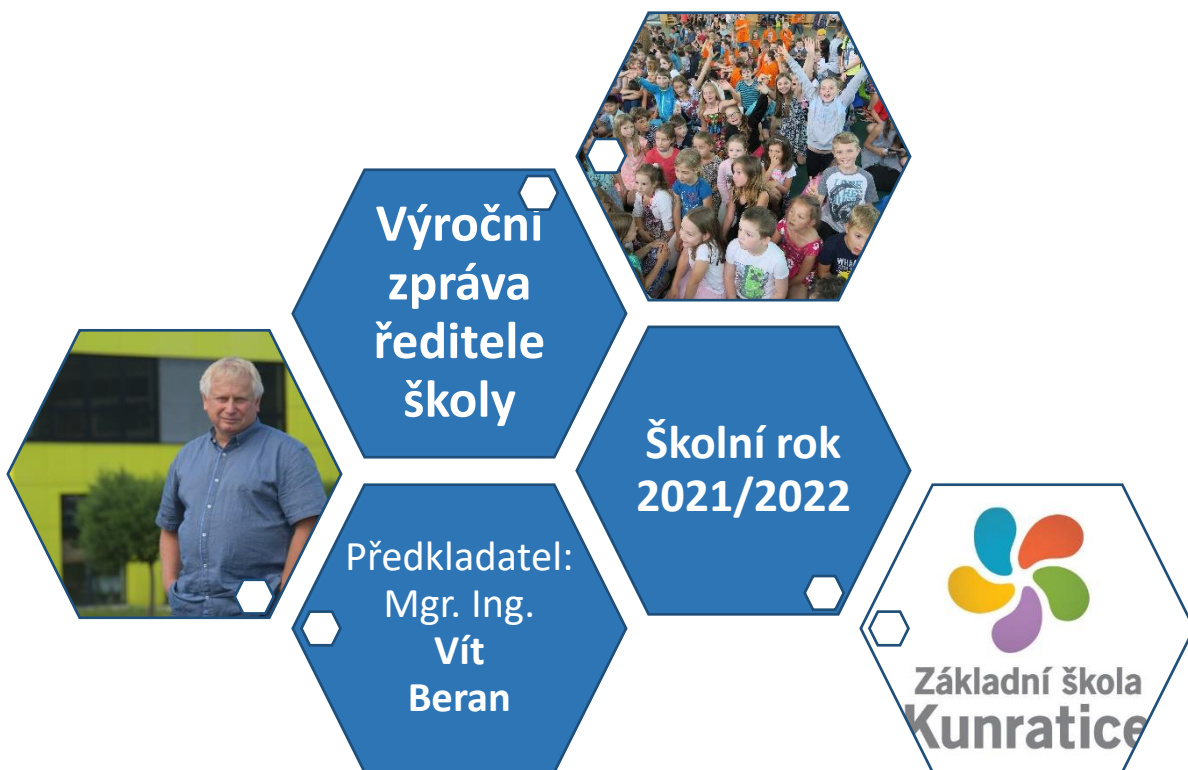 Výroční
zpráva
ředitele
školy
Školní rok
2021/2022
Předkladatel:
Mgr. Ing.
Vít
Beran
Základní škola
Kunratice